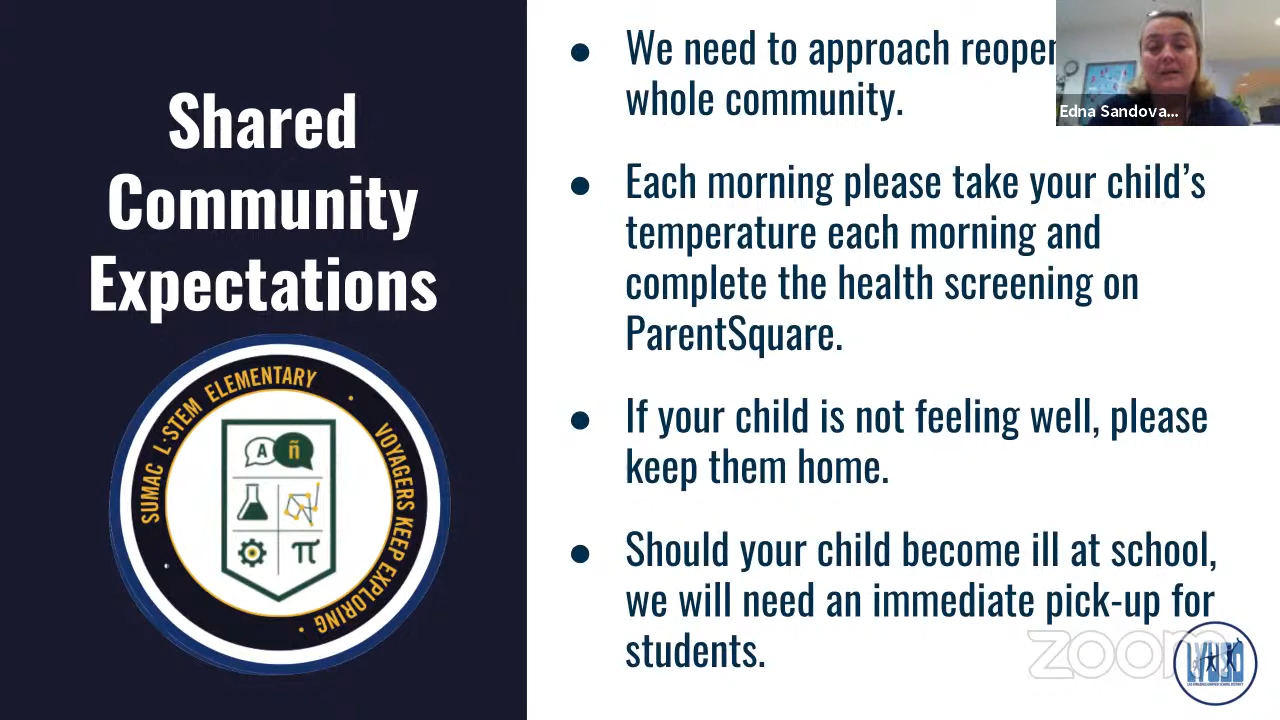 Shared
Community
Expectations
SUMAC L·STEM ELEMENTARY
VOYAGERS KEEP EXPLORING
A ñ
π
● We need to approach reopen
whole community.
● Each morning please take your child’s
temperature each morning and
complete the health screening on
ParentSquare.
● If your child is not feeling well, please
keep them home.
● Should your child become ill at school,
we will need an immediate pick-up for
students.
Edna Sandova...
zoom
LVUSD